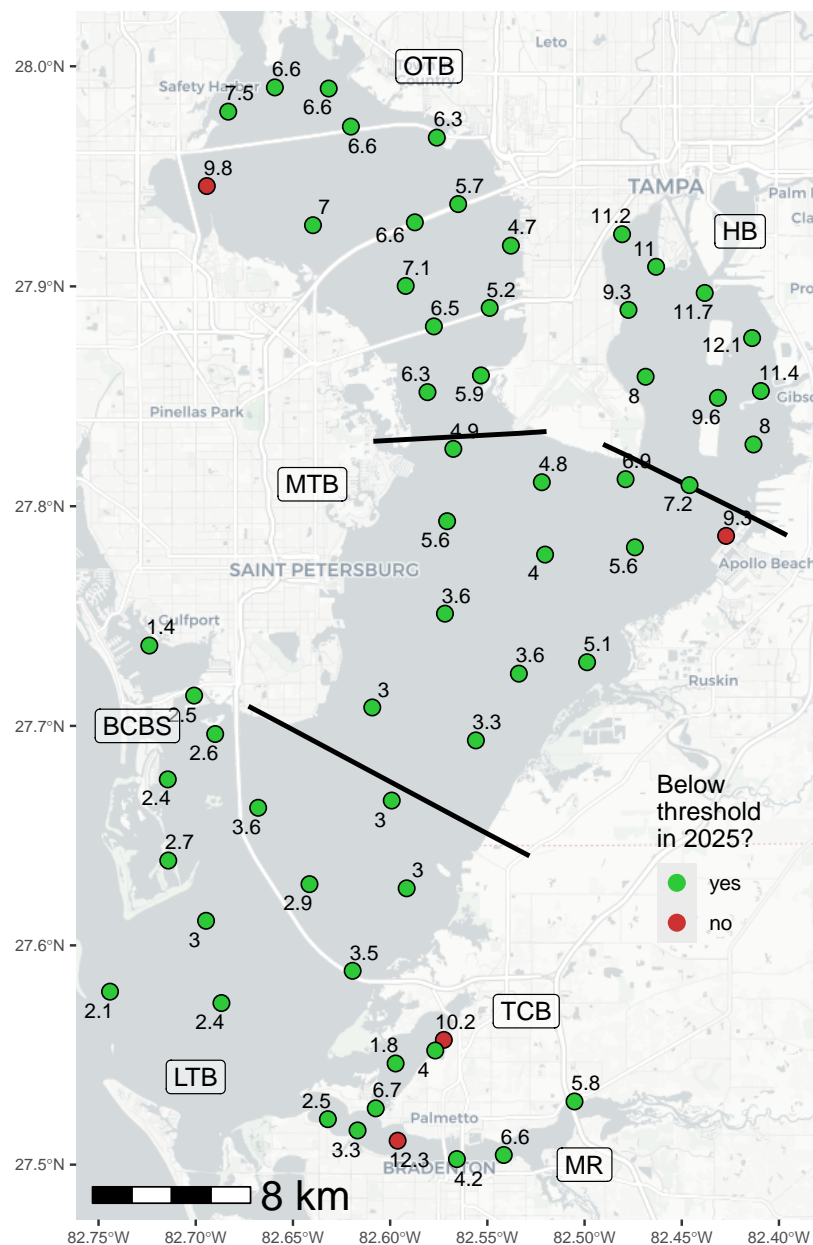 28.0°N
27.9°N
27.8°N
27.7°N
27.6°N
27.5°N
Leto
OTB
6.6
Safety Harbor
6.6
Country
7.5
6.3
6.6
9.8
TAMPA
Palm
5.7
7
6.6
4.7
11.2
HB
11
7.1
5.2
9.3
11.7
6.5
12.1
6.3
5.9
8
11.4
9.6
Pinellas Park
4.9
8
MTB
4.8
6.9
7.2
9.3
5.6
4
5.6
Apollo Beach
SAINT PETERSBURG
3.6
Gulfport
1.4
3.6
5.1
Ruskin
2.5
3
BCBS
3.3
2.6
2.4
3.6
3
Below
threshold
in 2025?
yes
no
2.7
2.9
3
3
3.5
2.1
2.4
TCB
10.2
1.8
4
LTB
6.7
5.8
2.5
Palmetto
3.3
12.3
6.6
BRADENTON
4.2
MR
8 km
82.75°W
82.70°W
82.65°W
82.60°W
82.55°W
82.50°W
82.45°W
82.40°W